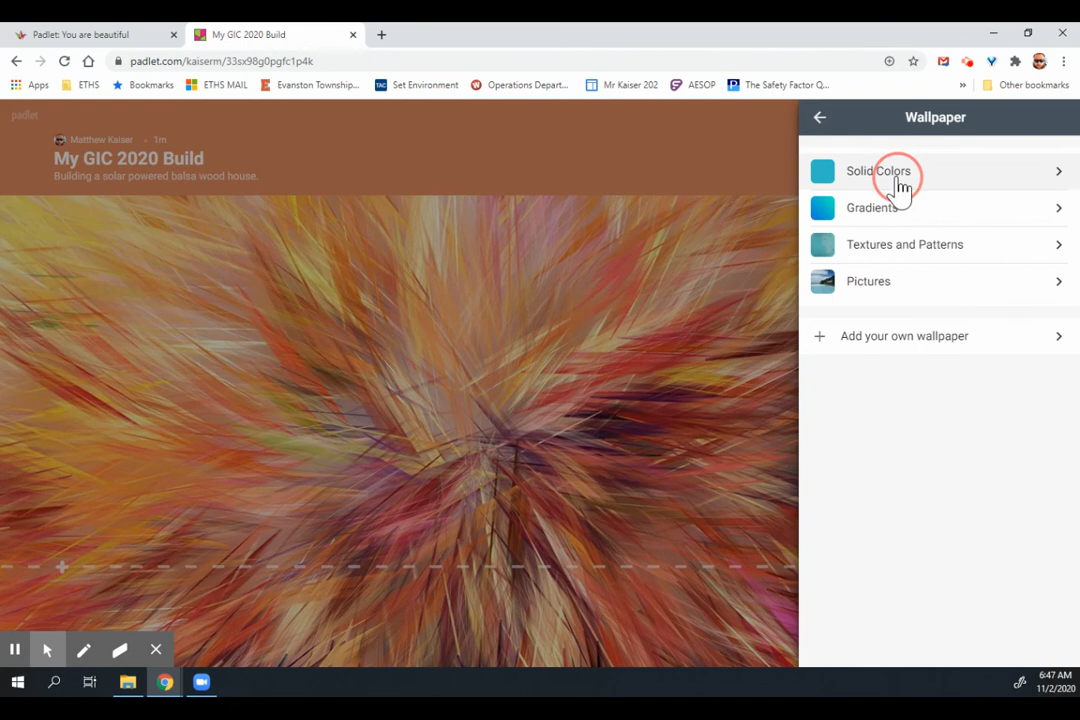 Padlet: You are beautiful
My GIC 2020 Build
padlet.com/kaiserm/33sx98g0pgfc1p4k
Apps ETHS Bookmarks ETHS MAIL Evanston Township... TAC Set Environment Operations Depart... Mr Kaiser 202 AESOP The Safety Factor Q... » Other bookmarks
padlet
Matthew Kaiser • 1m
My GIC 2020 Build
Building a solar powered balsa wood house.
Wallpaper
Solid Colors
Gradients
Textures and Patterns
Pictures
Add your own wallpaper
6:47 AM
11/2/2020